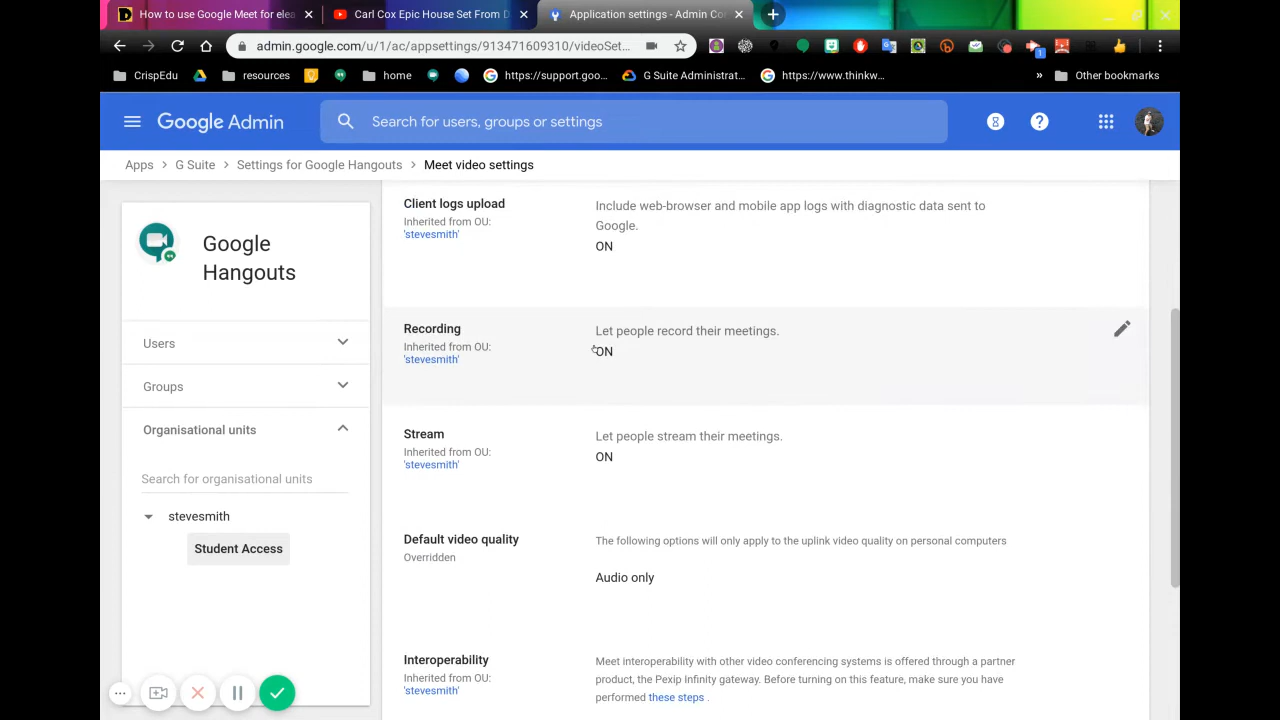 How to use Google Meet for elea
Carl Cox Epic House Set From D
Application settings - Admin Co
admin.google.com/u/1/ac/appsettings/913471609310/videoSet...
CrispEdu
resources
home
https://support.goo...
G Suite Administrat...
https://www.thinkw...
»
Other bookmarks
Google Admin
Search for users, groups or settings
Apps > G Suite > Settings for Google Hangouts > Meet video settings
Google
Hangouts
Users
Groups
Organisational units
Search for organisational units
stevesmith
Student Access
Client logs upload
Inherited from OU:
'stevesmith'
Include web-browser and mobile app logs with diagnostic data sent to
Google.
ON
Recording
Inherited from OU:
'stevesmith'
Let people record their meetings.
ON
Stream
Inherited from OU:
'stevesmith'
Let people stream their meetings.
ON
Default video quality
Overridden
The following options will only apply to the uplink video quality on personal computers
Audio only
Interoperability
Inherited from OU:
'stevesmith'
Meet interoperability with other video conferencing systems is offered through a partner
product, the Pexip Infinity gateway. Before turning on this feature, make sure you have
performed these steps .